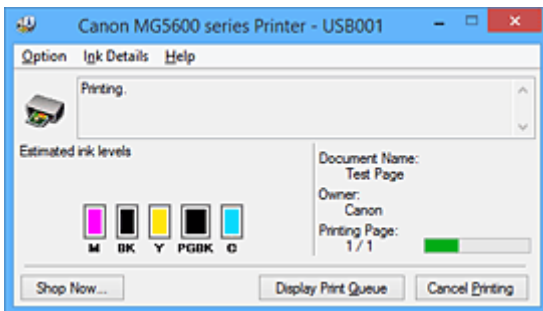 Canon MG5600 series Printer - USB001
Option Ink Details Help
Printing.
Estimated ink levels
Document Name:
Test Page
Owner:
Canon
Printing Page:
1 / 1
M BK Y PGBK C
Shop Now... Display Print Queue Cancel Printing